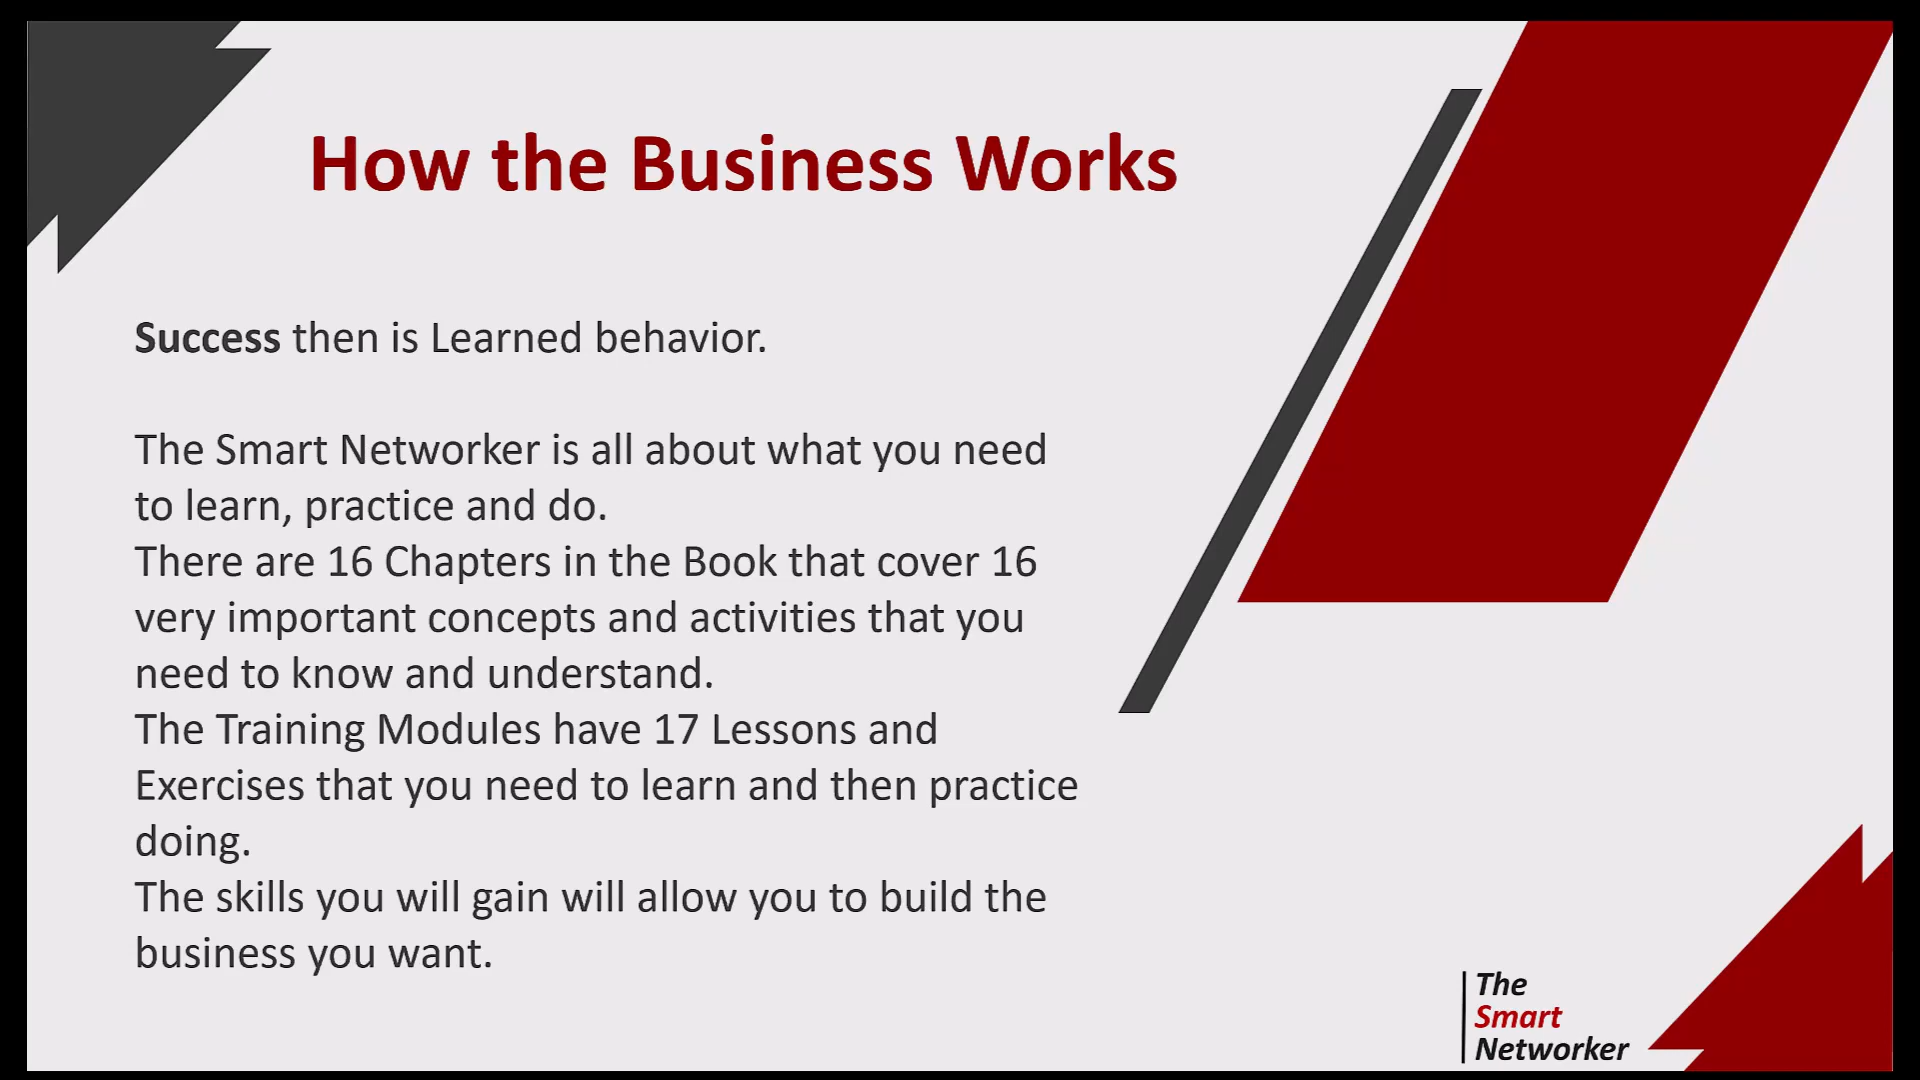 How the Business Works
Success then is Learned behavior.
The Smart Networker is all about what you need
to learn, practice and do.
There are 16 Chapters in the Book that cover 16
very important concepts and activities that you
need to know and understand.
The Training Modules have 17 Lessons and
Exercises that you need to learn and then practice
doing.
The skills you will gain will allow you to build the
business you want.
The
Smart
Networker